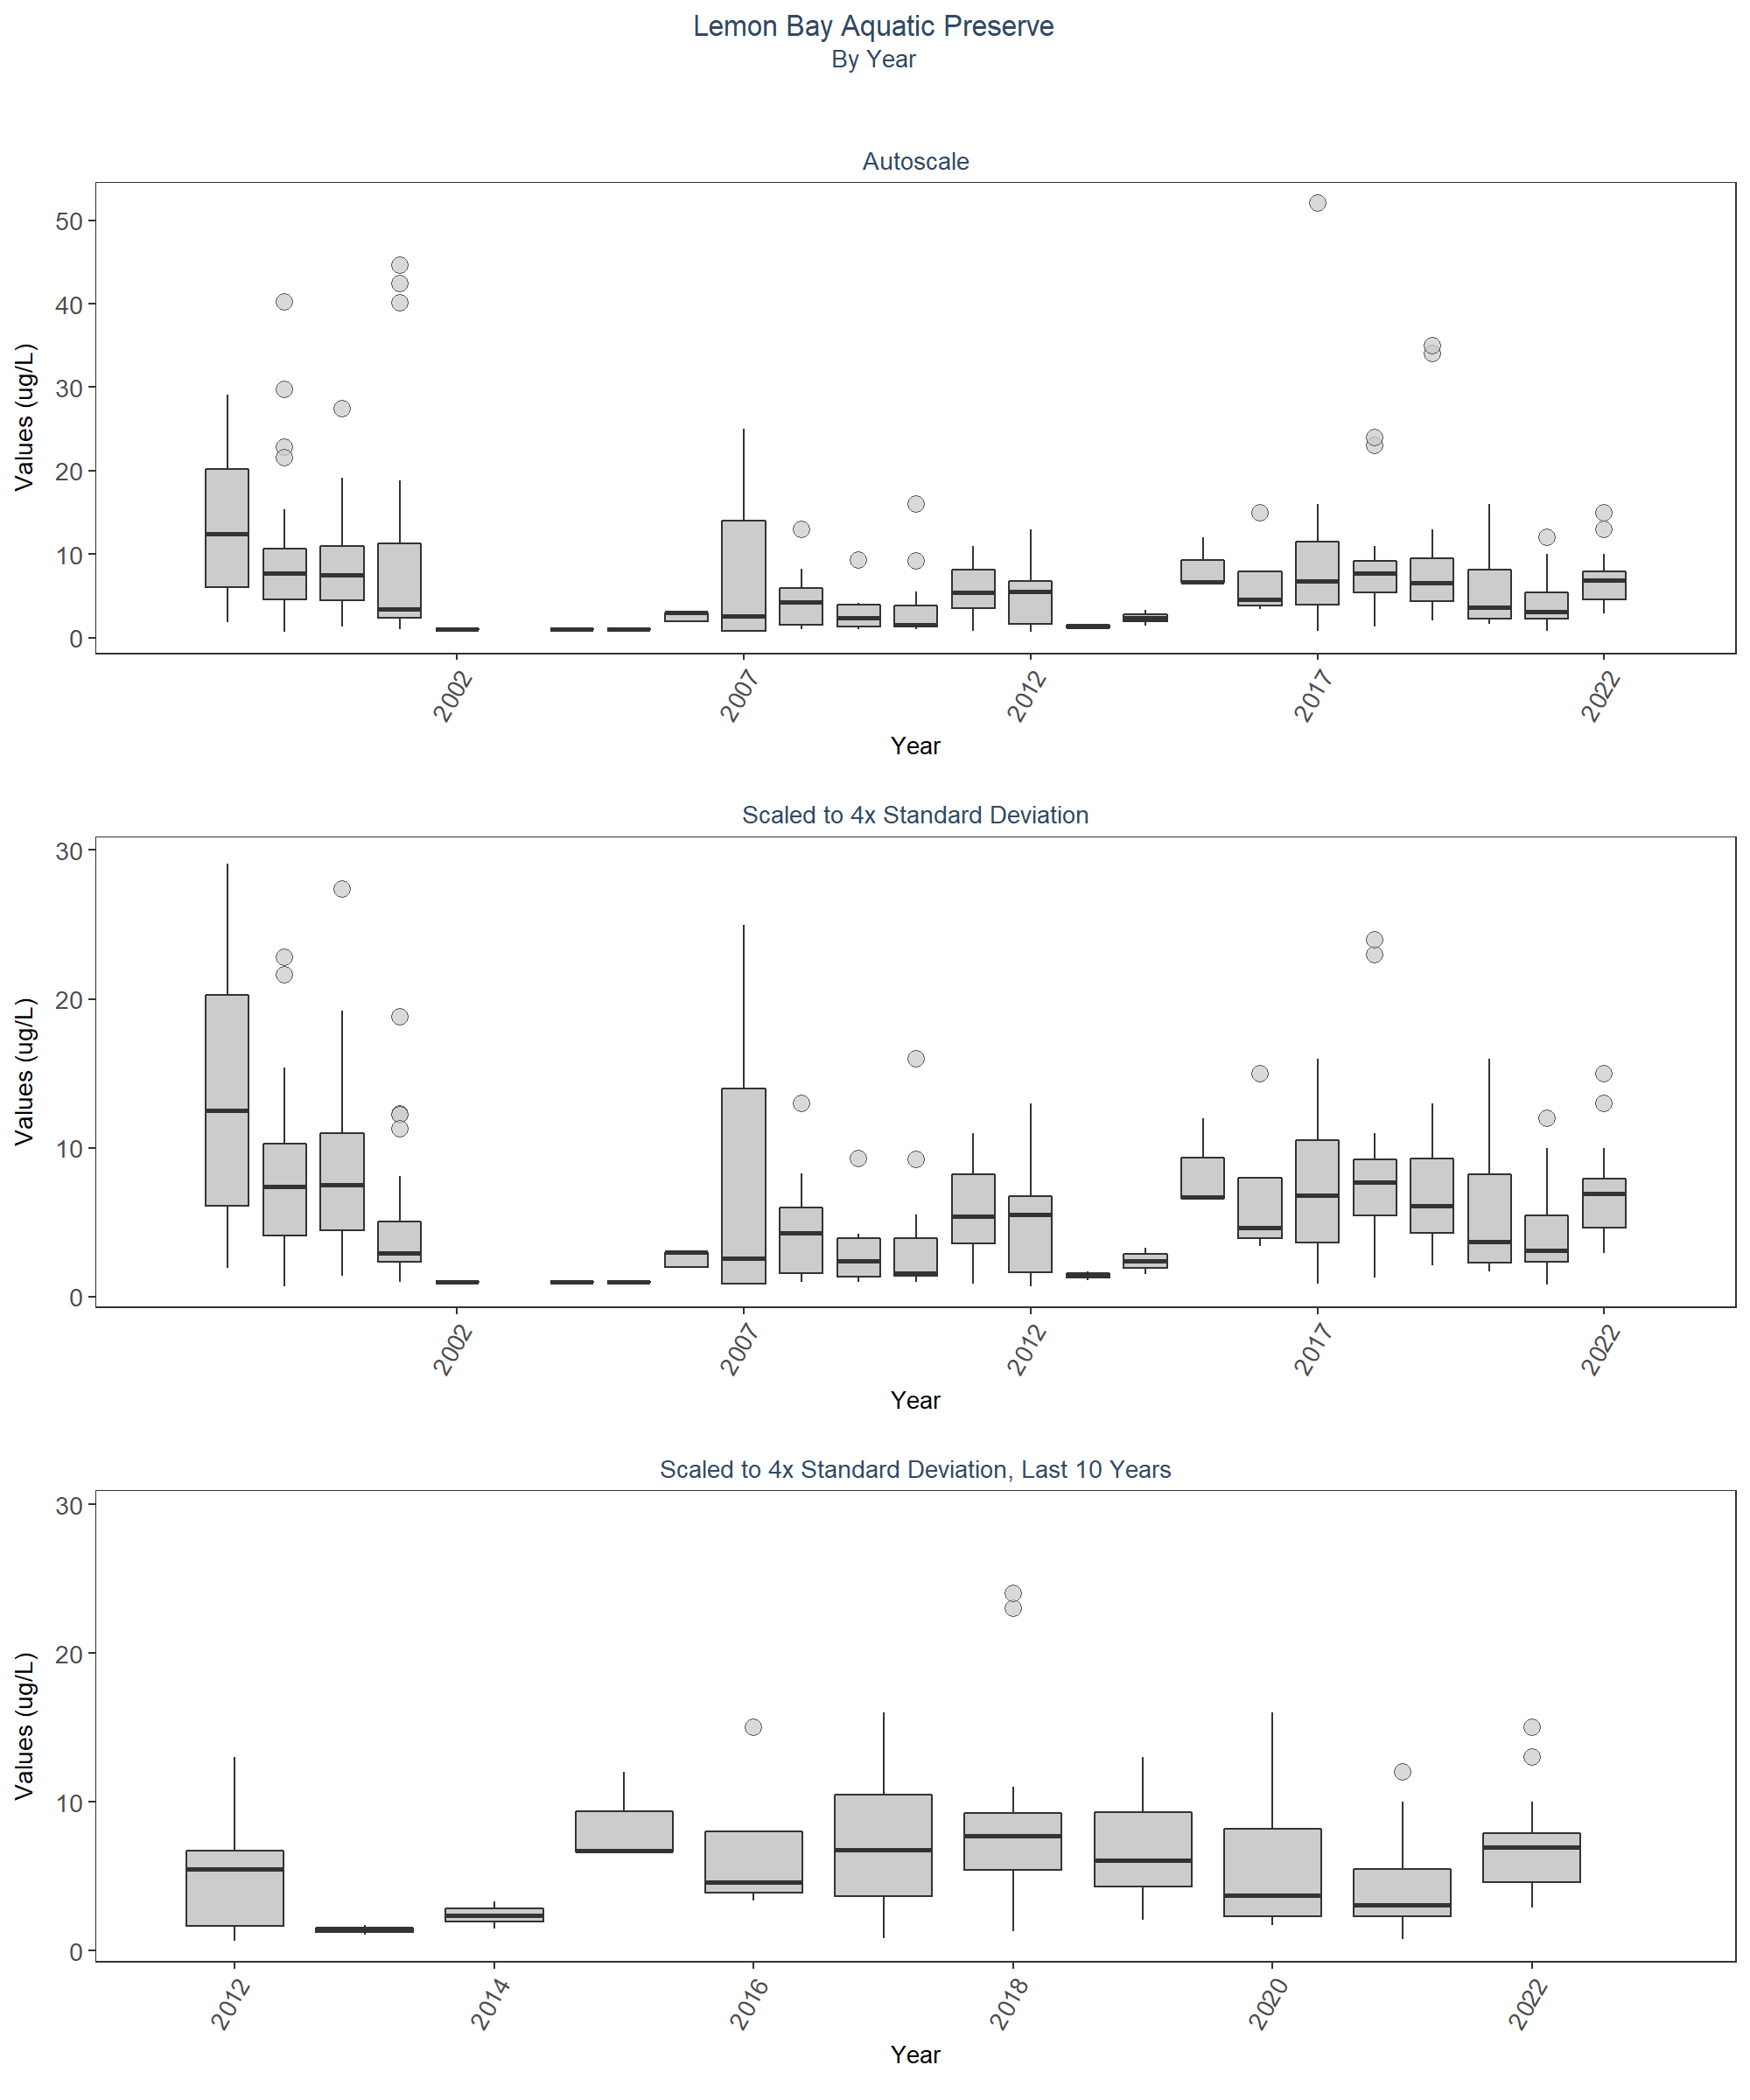 Lemon Bay Aquatic Preserve
By Year
Autoscale
Values (ug/L)
50
40
30
20
10
0
2002
2007
2012
2017
2022
Year
Scaled to 4x Standard Deviation
Values (ug/L)
30
20
10
0
2002
2007
2012
2017
2022
Year
Scaled to 4x Standard Deviation, Last 10 Years
Values (ug/L)
30
20
10
0
2012
2014
2016
2018
2020
2022
Year